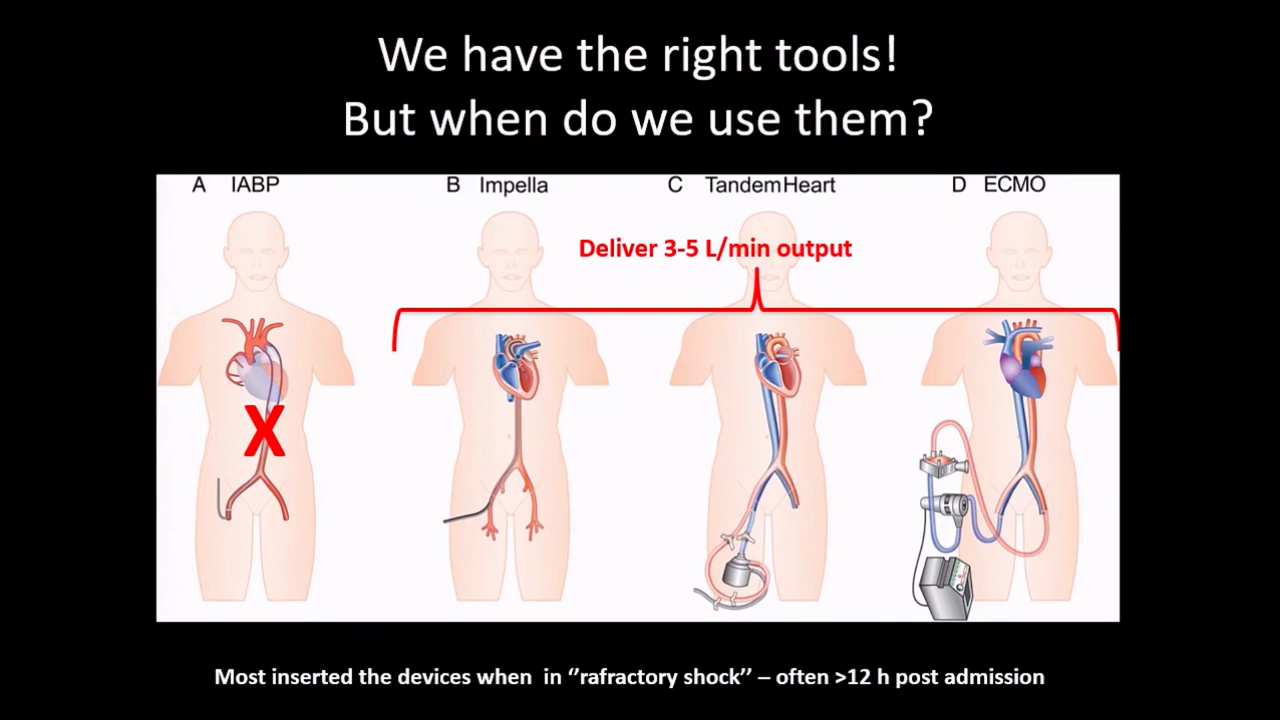 We have the right tools!
But when do we use them?
A IABP
B Impella
C TandemHeart
D ECMO
Deliver 3-5 L/min output
X
Most inserted the devices when in ‘’rafractory shock’’ – often >12 h post admission